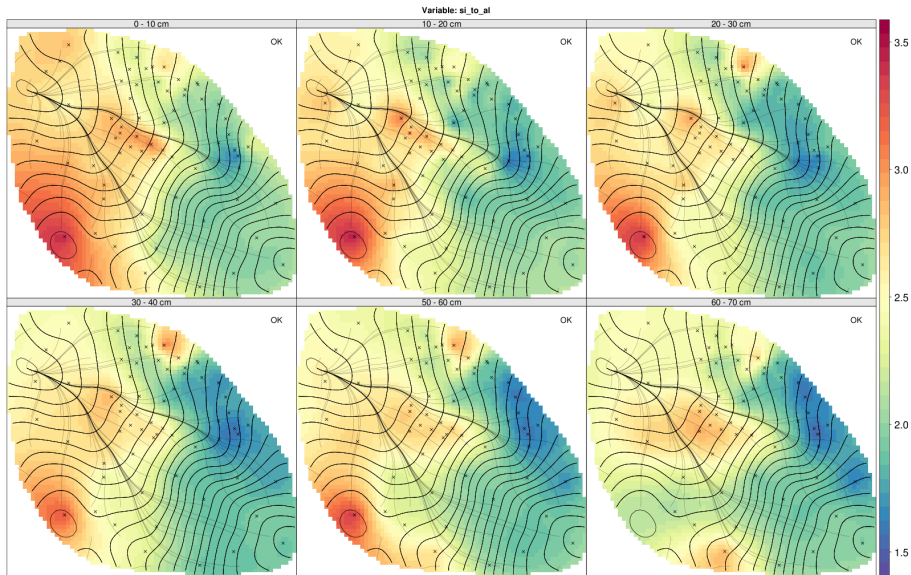 Variable: si_to_al
0 - 10 cm
10 - 20 cm
20 - 30 cm
OK
OK
OK
3.5
3.0
2.5
2.0
1.5
30 - 40 cm
50 - 60 cm
60 - 70 cm
OK
OK
OK